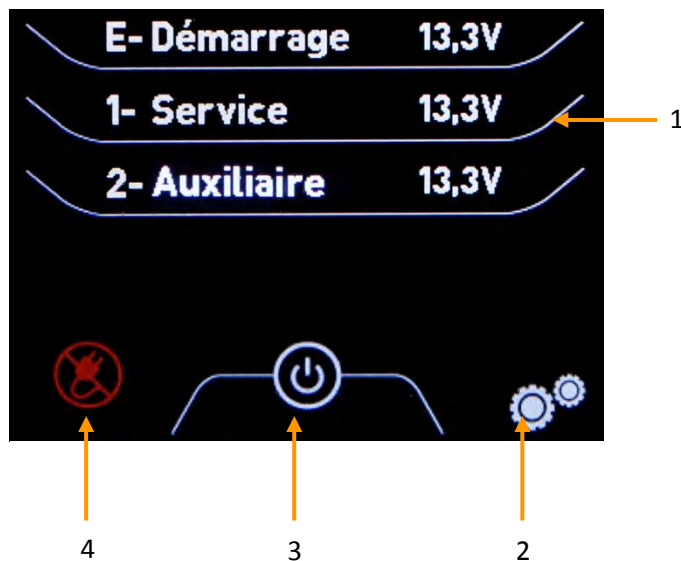 E- Démarrage 13,3V
1- Service 13,3V
1
2- Auxiliaire 13,3V
4 3 2